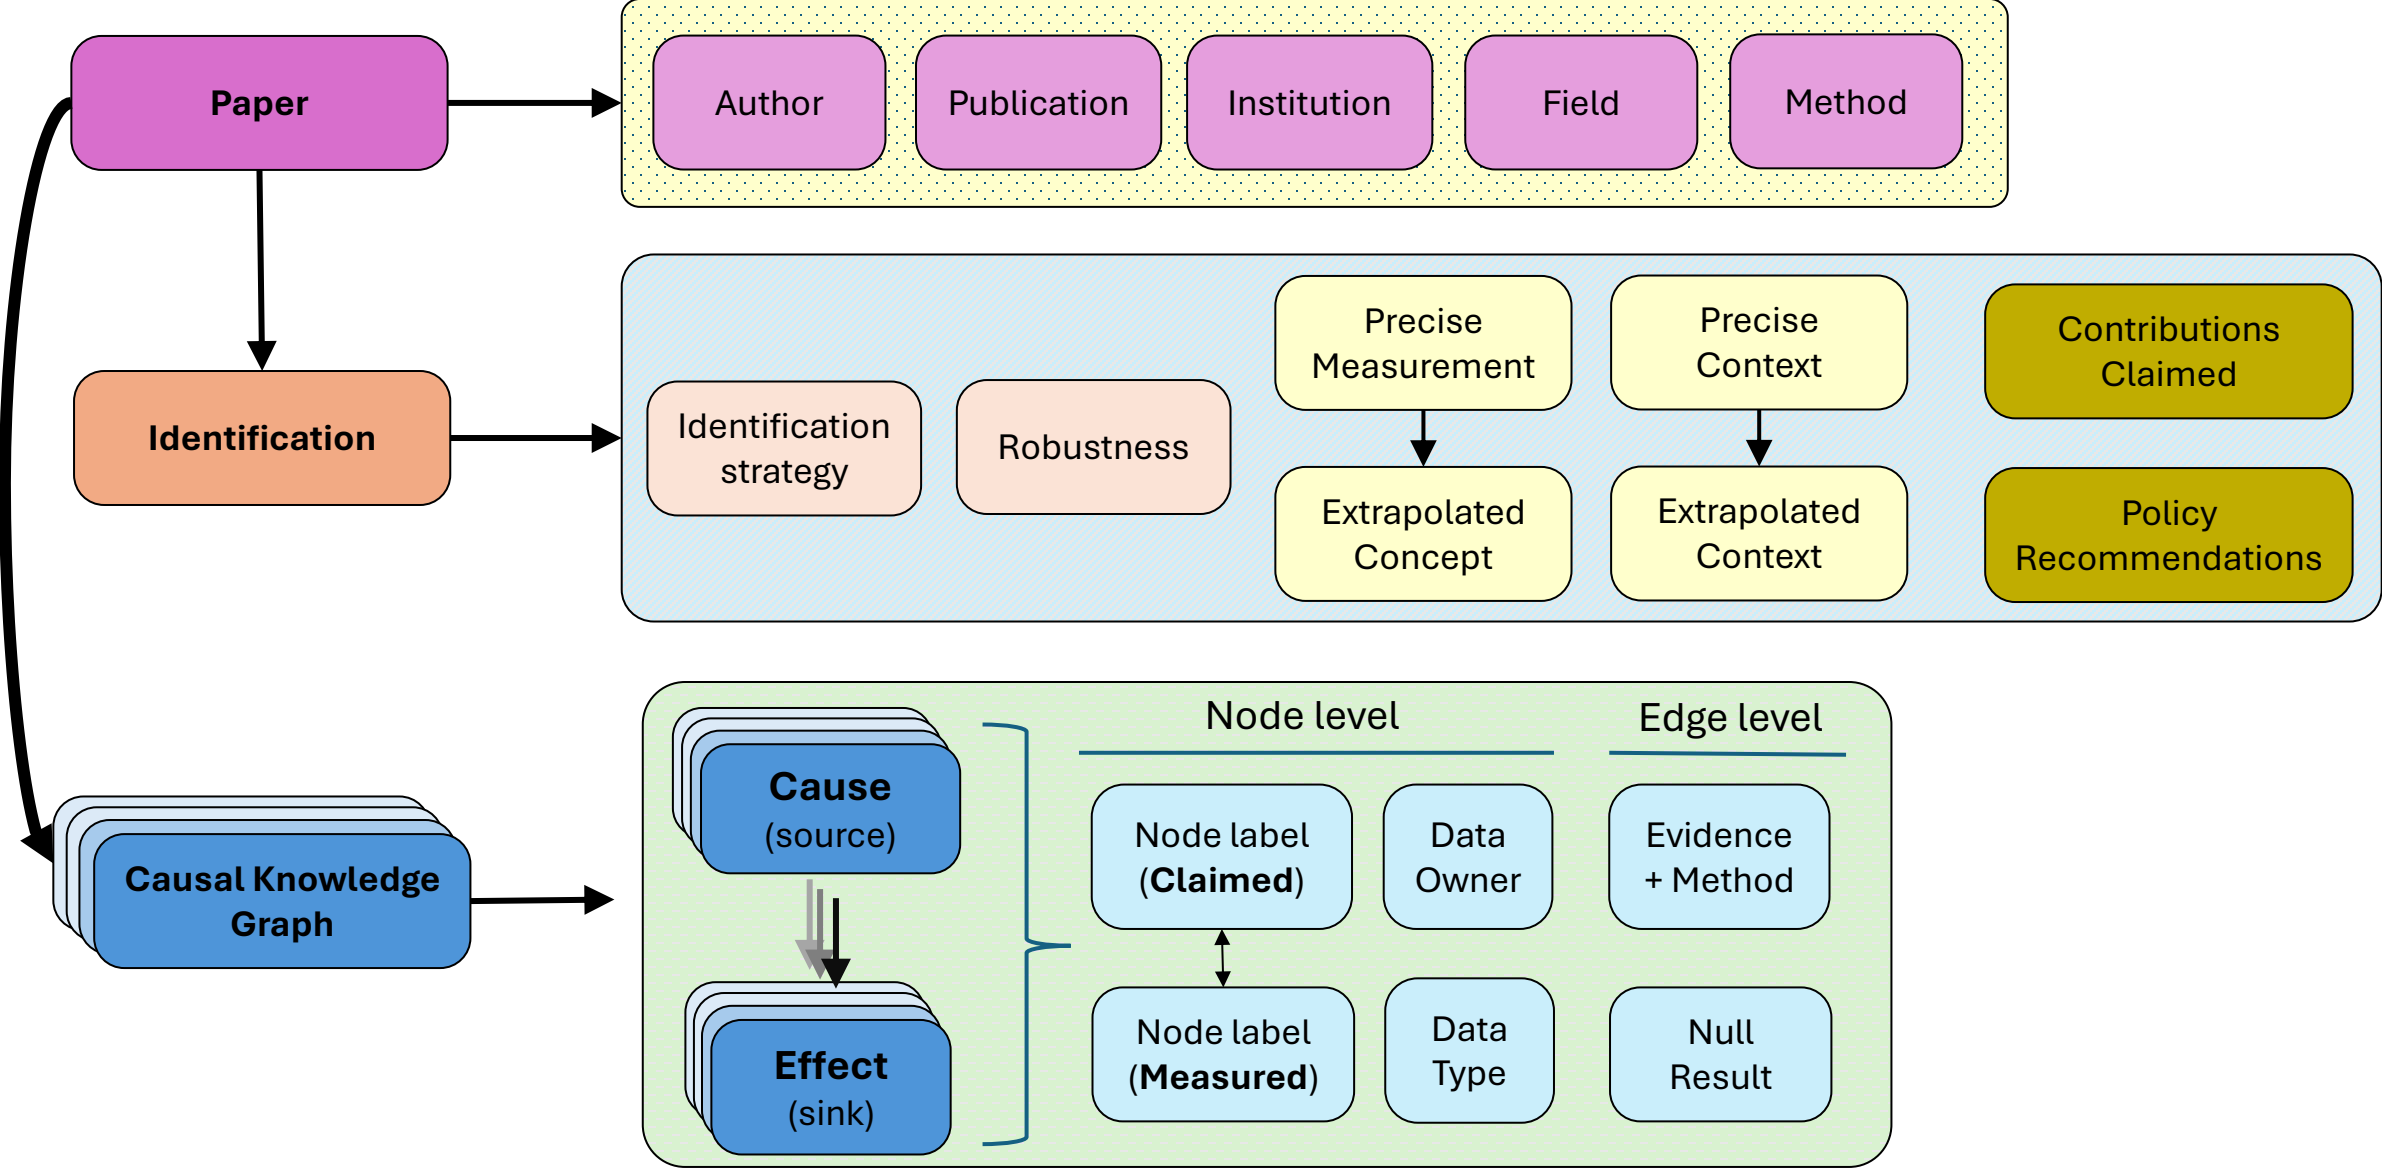 Paper
Author
Publication
Institution
Field
Method
Identification
Identification
strategy
Robustness
Precise
Measurement
Extrapolated
Concept
Precise
Context
Extrapolated
Context
Contributions
Claimed
Policy
Recommendations
Causal Knowledge
Graph
Cause
(source)
Effect
(sink)
Node level
Node label
(Claimed)
Data
Owner
Node label
(Measured)
Data
Type
Edge level
Evidence
+ Method
Null
Result